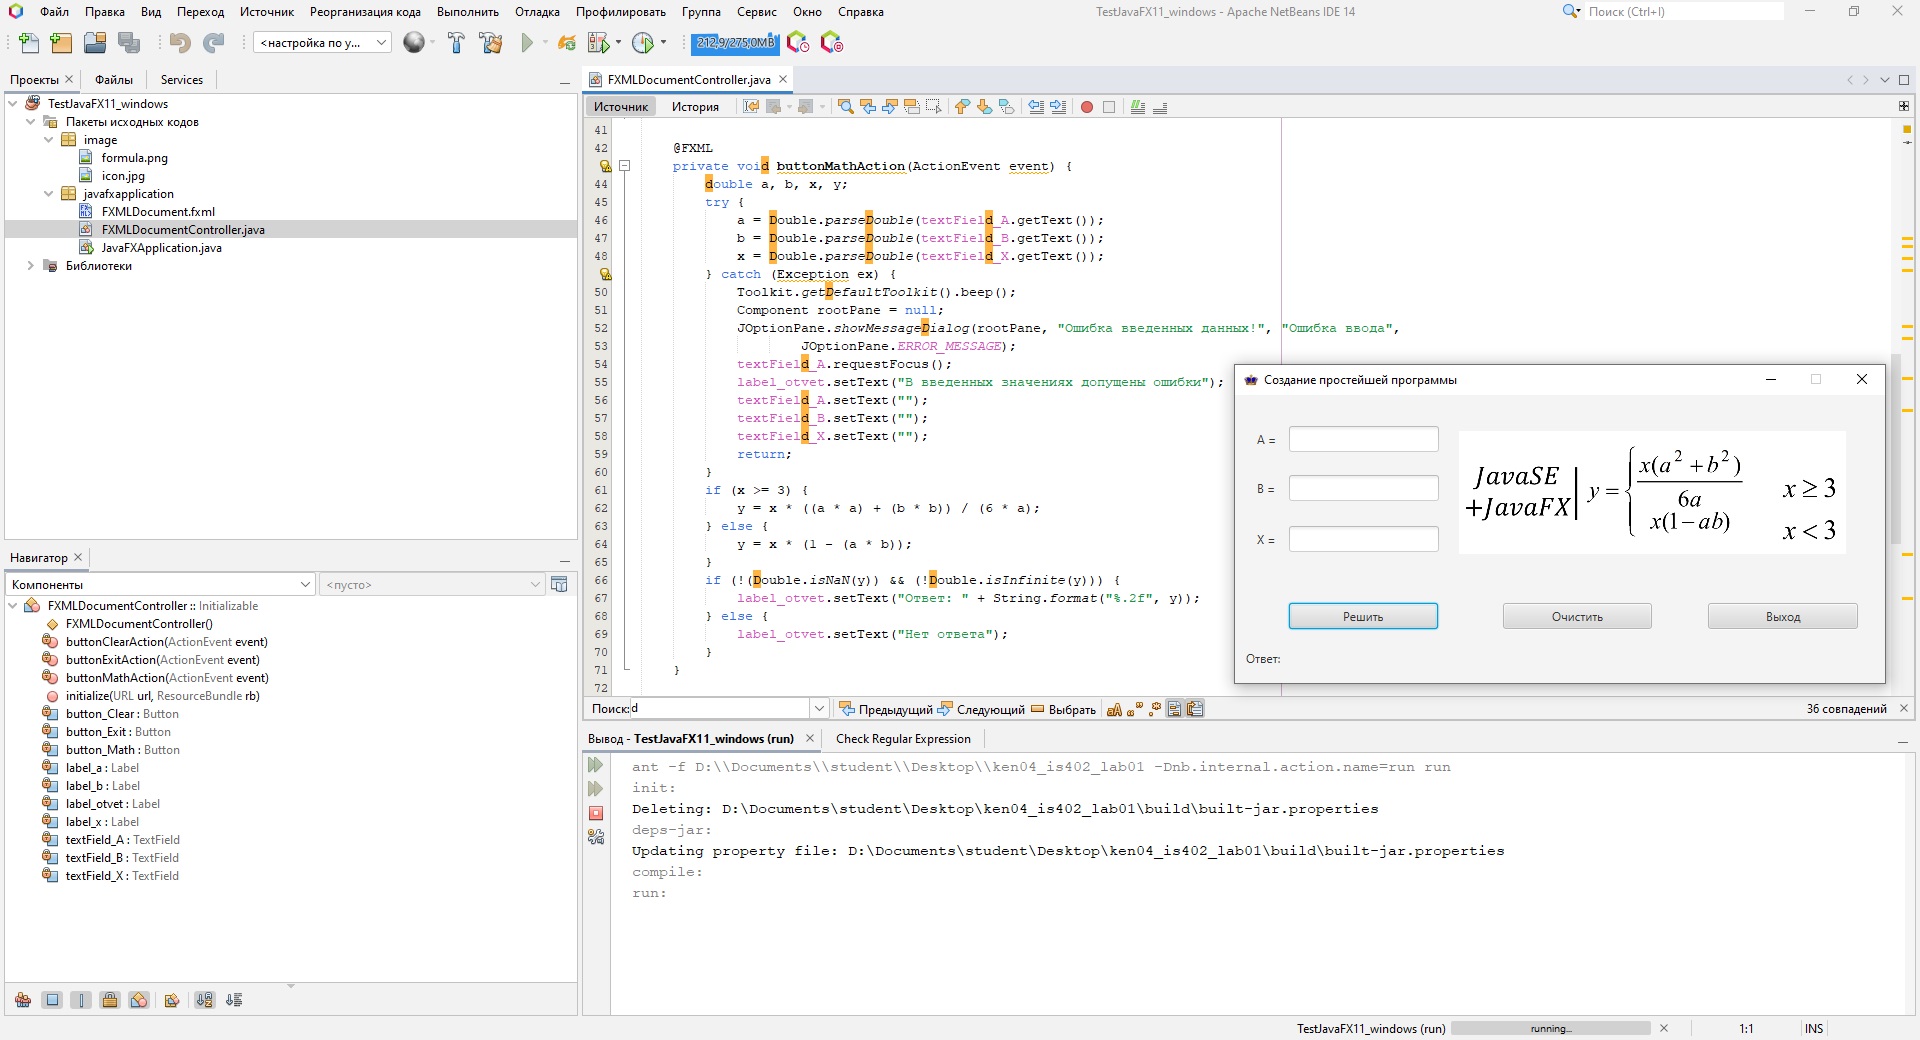 Файл Правка Вид Переход Источник Реорганизация кода Выполнить Отладка Профилировать Группа Сервис Окно Справка
TestJavaFX11_windows - Apache NetBeans IDE 14
Поиск (Ctrl+I)
<настройка по у...
212,9/275,0MB
Проекты Файлы Services
TestJavaFX11_windows
Пакеты исходных кодов
image
formula.png
icon.jpg
javafxapplication
FXMLDocument.fxml
FXMLDocumentController.java
JavaFXApplication.java
Библиотеки
Навигатор
Компоненты
<пусто>
FXMLDocumentController :: Initializable
FXMLDocumentController()
buttonClearAction(ActionEvent event)
buttonExitAction(ActionEvent event)
buttonMathAction(ActionEvent event)
initialize(URL url, ResourceBundle rb)
button_Clear : Button
button_Exit : Button
button_Math : Button
label_a : Label
label_b : Label
label_otvet : Label
label_x : Label
textField_A : TextField
textField_B : TextField
textField_X : TextField
FXMLDocumentController.java
Источник История
41
42 @FXML
private void buttonMathAction(ActionEvent event) {
44 double a, b, x, y;
45 try {
46 a = Double.parseDouble(textField_A.getText());
47 b = Double.parseDouble(textField_B.getText());
48 x = Double.parseDouble(textField_X.getText());
} catch (Exception ex) {
50 Toolkit.getDefaultToolkit().beep();
51 Component rootPane = null;
52 JOptionPane.showMessageDialog(rootPane, "Ошибка введенных данных!", "Ошибка ввода",
53 JOptionPane.ERROR_MESSAGE);
54 textField_A.requestFocus();
55 label_otvet.setText("В введенных значениях допущены ошибки");
56 textField_A.setText("");
57 textField_B.setText("");
58 textField_X.setText("");
59 return;
60 }
61 if (x >= 3) {
62 y = x * ((a * a) + (b * b)) / (6 * a);
63 } else {
64 y = x * (1 - (a * b));
65 }
66 if (!(Double.isNaN(y)) && (!Double.isInfinite(y))) {
67 label_otvet.setText("Ответ: " + String.format("%.2f", y));
68 } else {
69 label_otvet.setText("Нет ответа");
70 }
71 }
72
Создание простейшей программы
A =
B =
X =
JavaSE
+JavaFX| y = { x(a² + b²) / 6a x ≥ 3
x(1 − ab) x < 3
Решить Очистить Выход
Ответ:
Поиск: d Предыдущий Следующий Выбрать 36 совпадений
Вывод - TestJavaFX11_windows (run) Check Regular Expression
ant -f D:\\Documents\\student\\Desktop\\ken04_is402_lab01 -Dnb.internal.action.name=run run
init:
Deleting: D:\Documents\student\Desktop\ken04_is402_lab01\build\built-jar.properties
deps-jar:
Updating property file: D:\Documents\student\Desktop\ken04_is402_lab01\build\built-jar.properties
compile:
run:
TestJavaFX11_windows (run) running... 1:1 INS